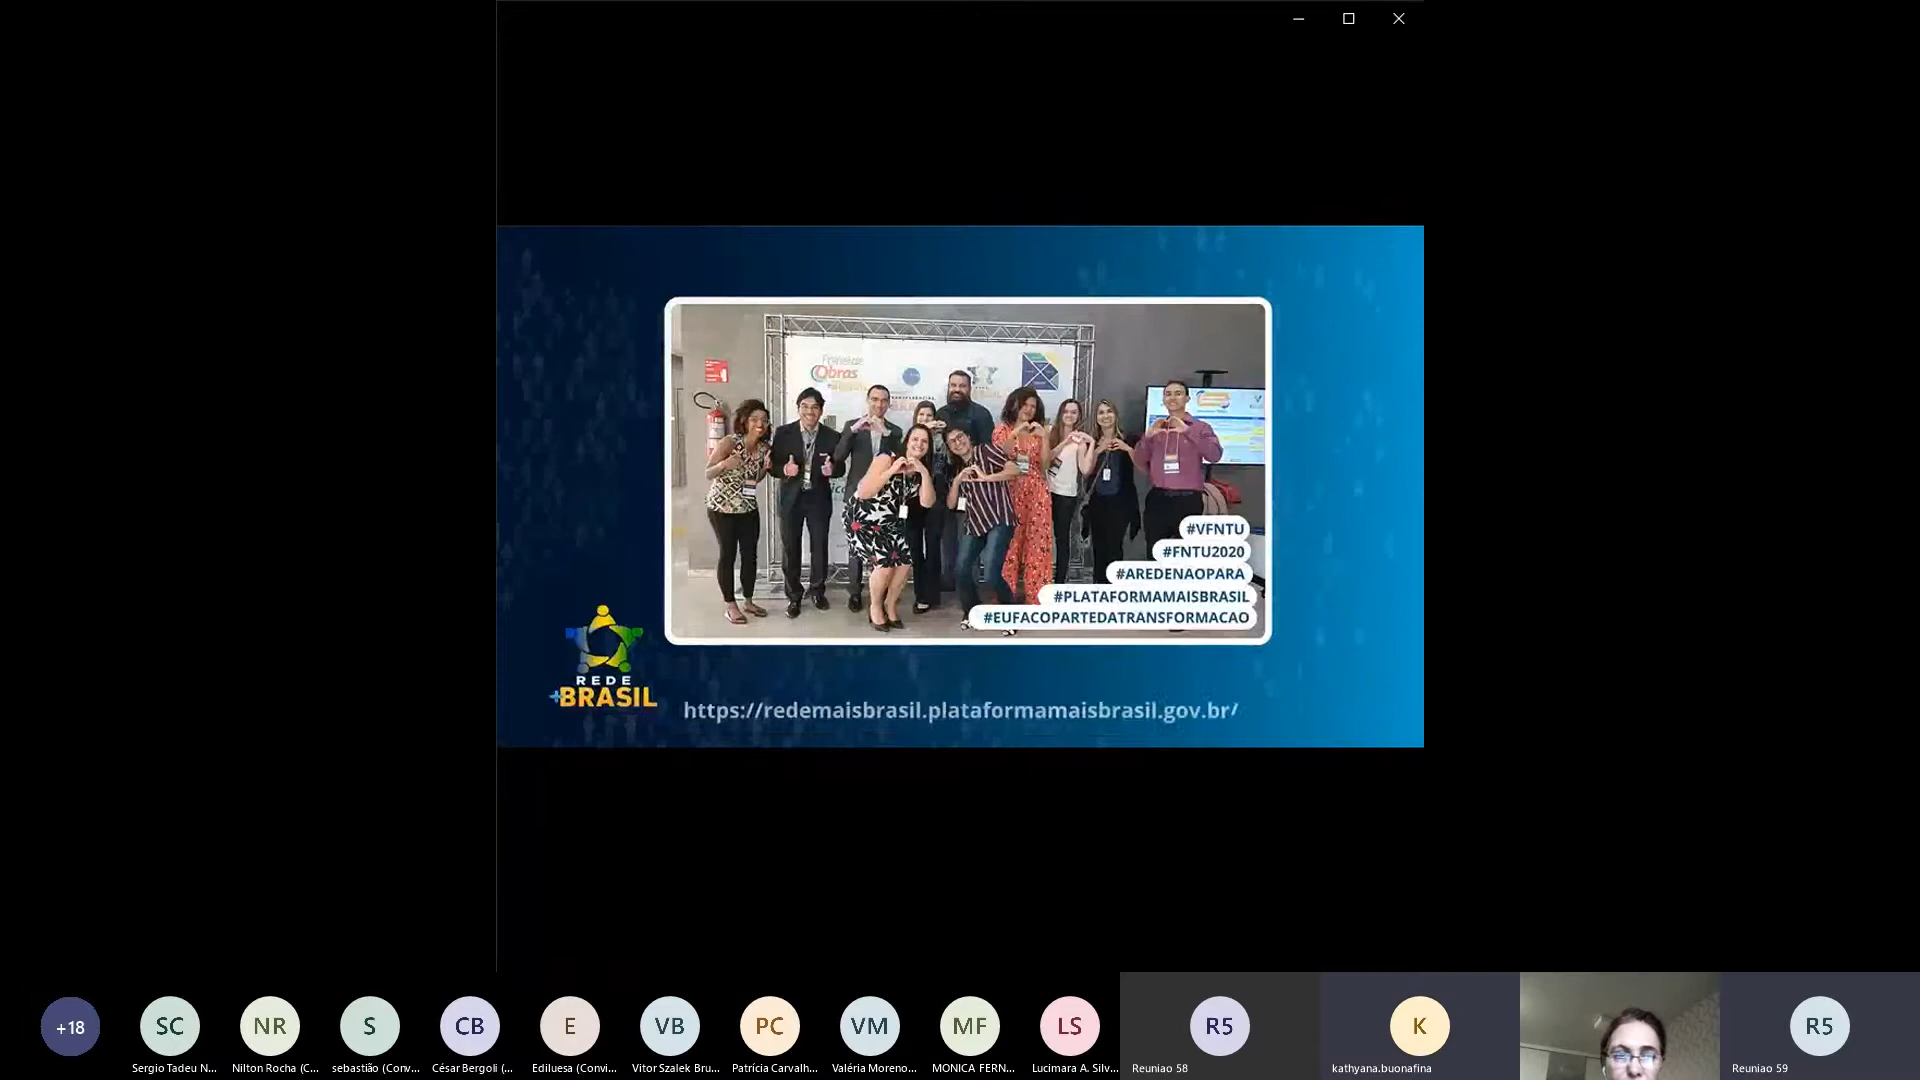 Obras
BRASIL
#VFNTU
#FNTU2020
#AREDENAOPARA
#PLATAFORMAMAISBRASIL
#EUFACOPARTEDATRANSFORMACAO
REDE
+BRASIL
https://redemaisbrasil.plataformamaisbrasil.gov.br/
+18
SC
NR
S
CB
E
VB
PC
VM
MF
LS
R5
K
R5
Sergio Tadeu N...
Nilton Rocha (C...
sebastião (Conv...
César Bergoli (...
Ediluesa (Convi...
Vitor Szalek Bru...
Patrícia Carvalh...
Valéria Moreno...
MONICA FERN...
Lucimara A. Silv...
Reuniao 58
kathyana.buonafina
Reuniao 59